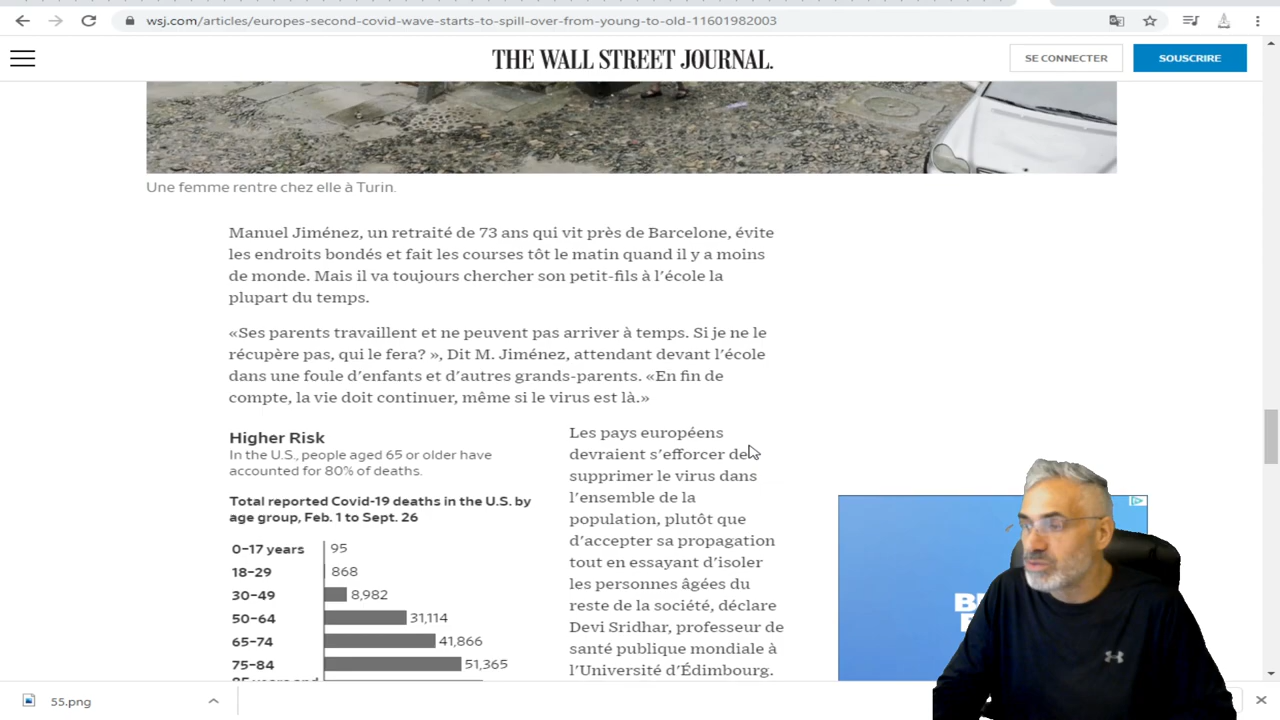 wsj.com/articles/europes-second-covid-wave-starts-to-spill-over-from-young-to-old-11601982003
THE WALL STREET JOURNAL.
SE CONNECTER
SOUSCRIRE
Une femme rentre chez elle à Turin.
Manuel Jiménez, un retraité de 73 ans qui vit près de Barcelone, évite
les endroits bondés et fait les courses tôt le matin quand il y a moins
de monde. Mais il va toujours chercher son petit-fils à l'école la
plupart du temps.
«Ses parents travaillent et ne peuvent pas arriver à temps. Si je ne le
récupère pas, qui le fera? », Dit M. Jiménez, attendant devant l'école
dans une foule d'enfants et d'autres grands-parents. «En fin de
compte, la vie doit continuer, même si le virus est là.»
Higher Risk
In the U.S., people aged 65 or older have
accounted for 80% of deaths.
Total reported Covid-19 deaths in the U.S. by
age group, Feb. 1 to Sept. 26
0–17 years 95
18–29 868
30–49 8,982
50–64 31,114
65–74 41,866
75–84 51,365
Les pays européens
devraient s'efforcer de
supprimer le virus dans
l'ensemble de la
population, plutôt que
d'accepter sa propagation
tout en essayant d'isoler
les personnes âgées du
reste de la société, déclare
Devi Sridhar, professeur de
santé publique mondiale à
l'Université d'Édimbourg.
55.png